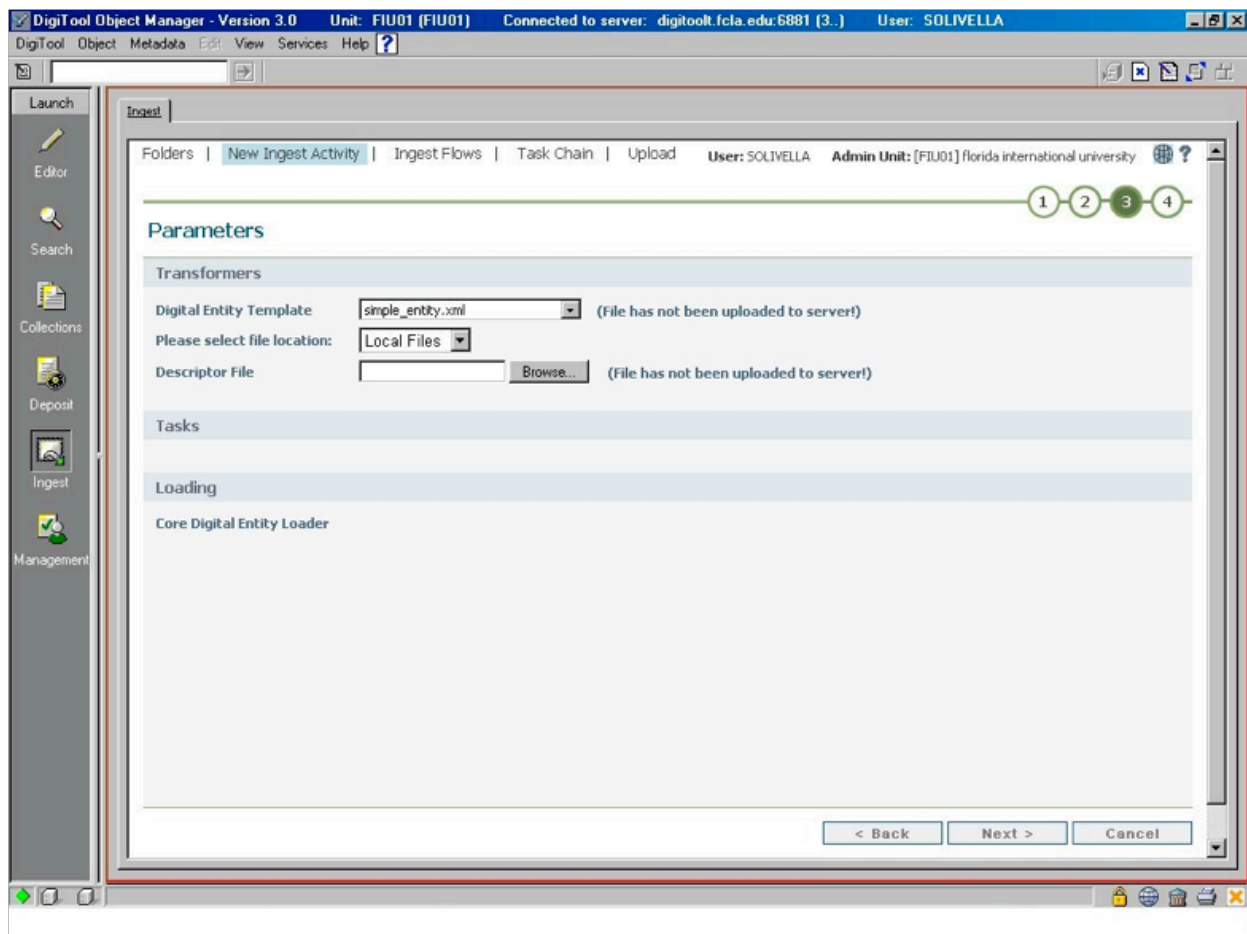 DigiTool Object Manager - Version 3.0 Unit: FIU01 (FIU01) Connected to server: digitoolt.fcla.edu:6881 (3..) User: SOLIVELLA
DigiTool Object Metadata Edit View Services Help ?
Launch
Editor
Search
Collections
Deposit
Ingest
Management
Ingest
Folders | New Ingest Activity | Ingest Flows | Task Chain | Upload User: SOLIVELLA Admin Unit: [FIU01] florida international university ?
1 2 3 4
Parameters
Transformers
Digital Entity Template simple_entity.xml (File has not been uploaded to server!)
Please select file location: Local Files
Descriptor File Browse... (File has not been uploaded to server!)
Tasks
Loading
Core Digital Entity Loader
< Back Next > Cancel